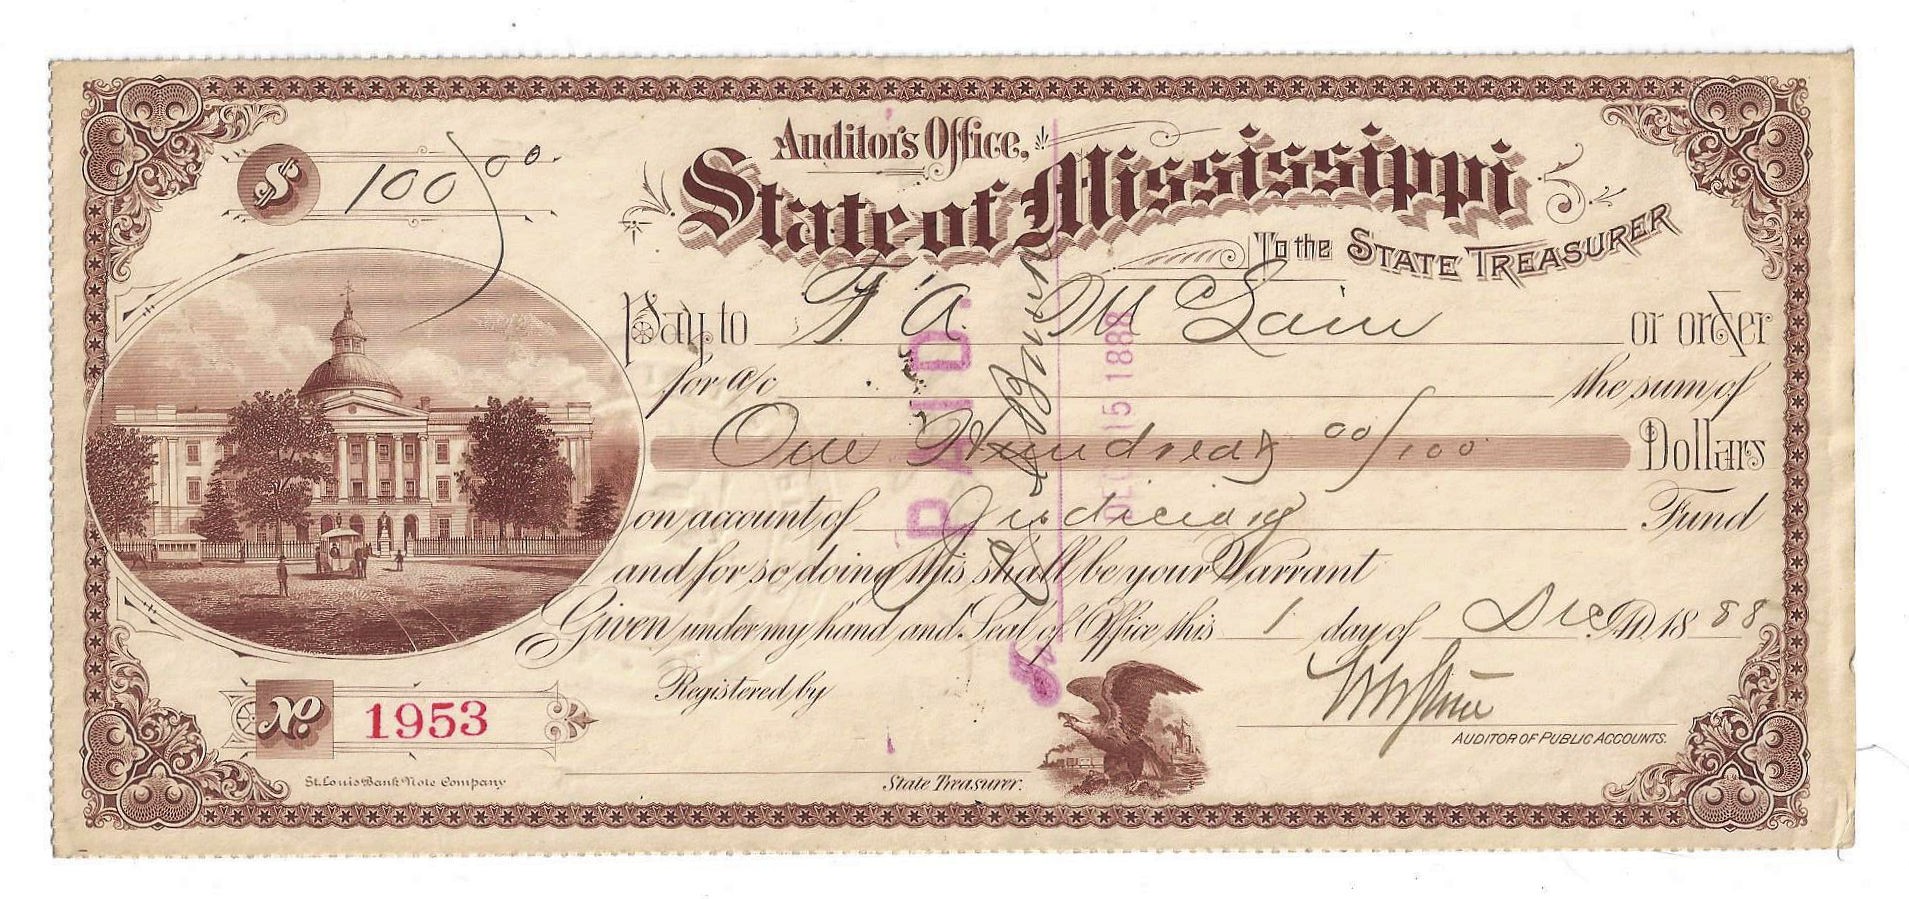 Auditor's Office,
State of Mississippi
To the STATE TREASURER
$ 100 00
Pay to F A McLain or order
for a/c the sum of
One Hundred & 00/100 Dollars
on account of Judiciary Fund
and for so doing this shall be your Warrant
Given under my hand and Seal of Office this 1 day of Dec AD 1888
Registered by
No 1953
AUDITOR OF PUBLIC ACCOUNTS.
St. Louis Bank Note Company
State Treasurer.
PAID.
DEC 15 1888